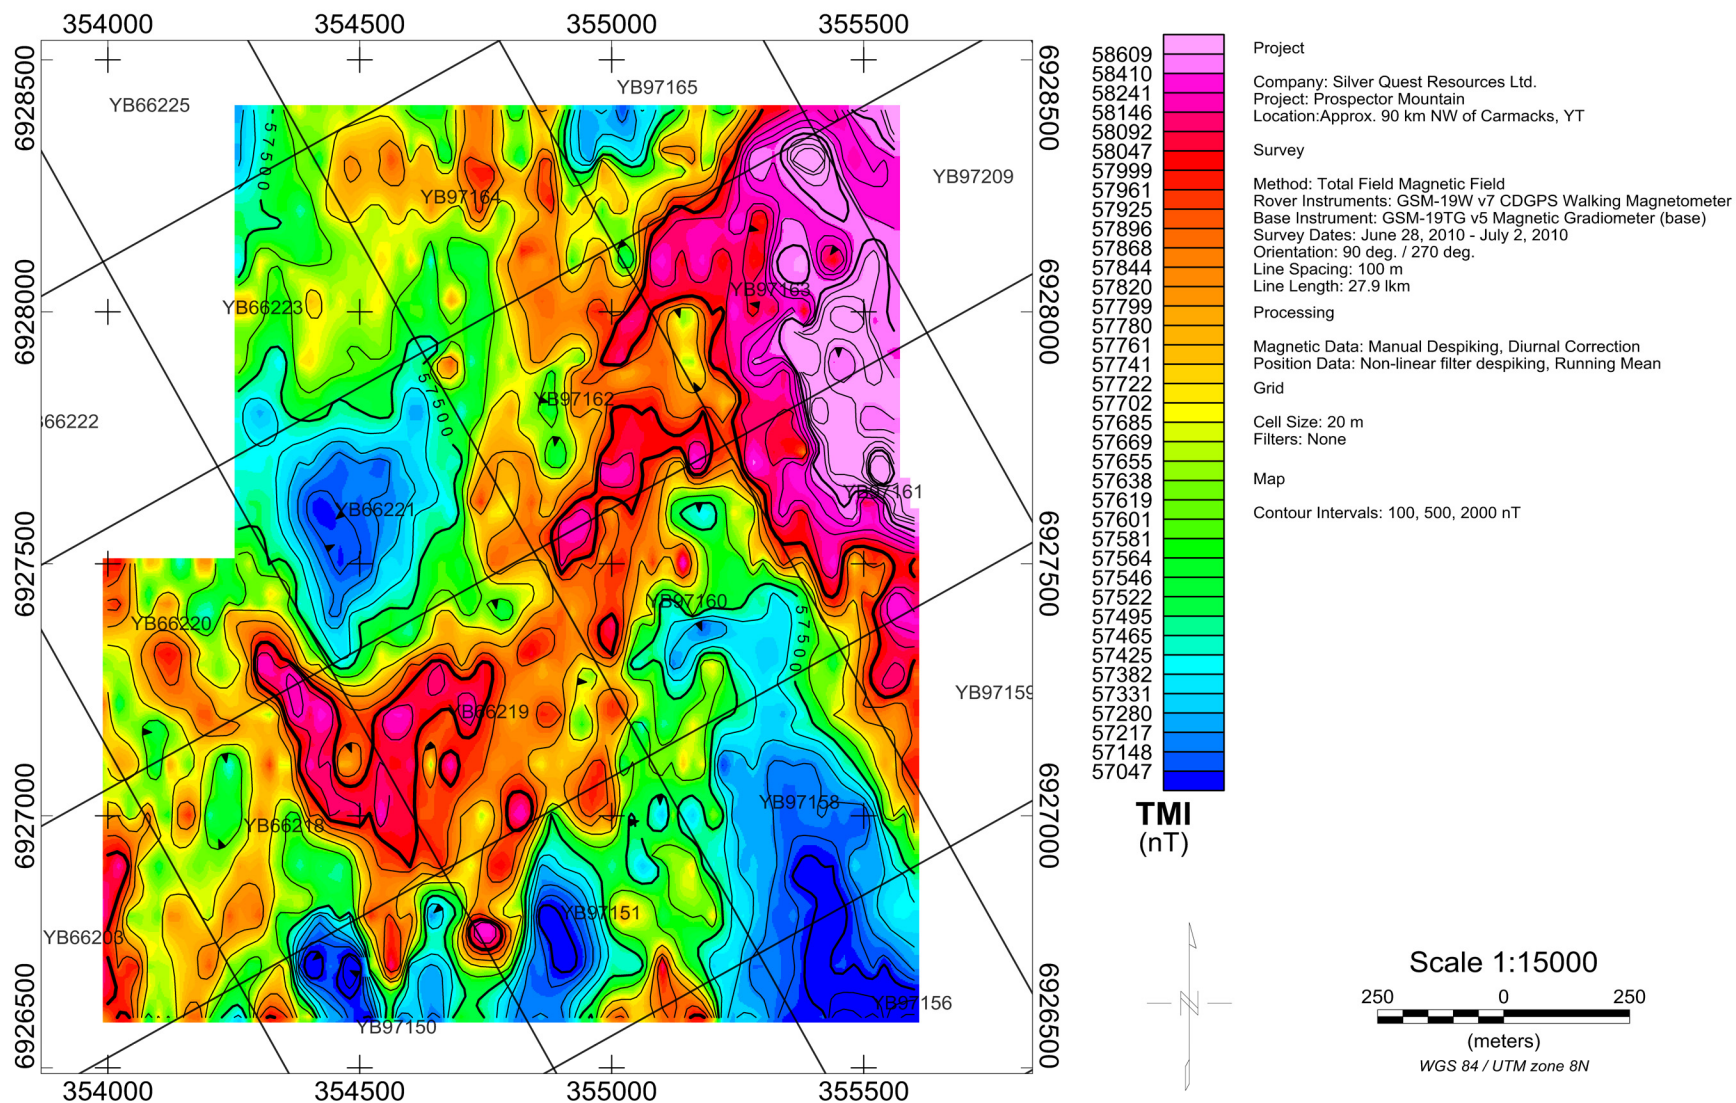 354000 354500 355000 355500
6928500
6928000
6927500
6927000
6926500
YB66225
YB97165
YB97209
YB97164
YB66223
YB97163
YB97162
YB66221
YB97161
YB97160
YB66220
YB97159
YB66219
YB97158
YB66218
YB97151
YB66203
YB97156
YB97150
57500
57500
57500
6928500
6928000
6927500
6927000
6926500
354000 354500 355000 355500
58609
58410
58241
58146
58092
58047
57999
57961
57925
57896
57868
57844
57820
57799
57780
57761
57741
57722
57702
57685
57669
57655
57638
57619
57601
57581
57564
57546
57522
57495
57465
57425
57382
57331
57280
57217
57148
57047
TMI
(nT)
Project
Company: Silver Quest Resources Ltd.
Project: Prospector Mountain
Location:Approx. 90 km NW of Carmacks, YT
Survey
Method: Total Field Magnetic Field
Rover Instruments: GSM-19W v7 CDGPS Walking Magnetometer
Base Instrument: GSM-19TG v5 Magnetic Gradiometer (base)
Survey Dates: June 28, 2010 - July 2, 2010
Orientation: 90 deg. / 270 deg.
Line Spacing: 100 m
Line Length: 27.9 lkm
Processing
Magnetic Data: Manual Despiking, Diurnal Correction
Position Data: Non-linear filter despiking, Running Mean
Grid
Cell Size: 20 m
Filters: None
Map
Contour Intervals: 100, 500, 2000 nT
N
Scale 1:15000
250 0 250
(meters)
WGS 84 / UTM zone 8N